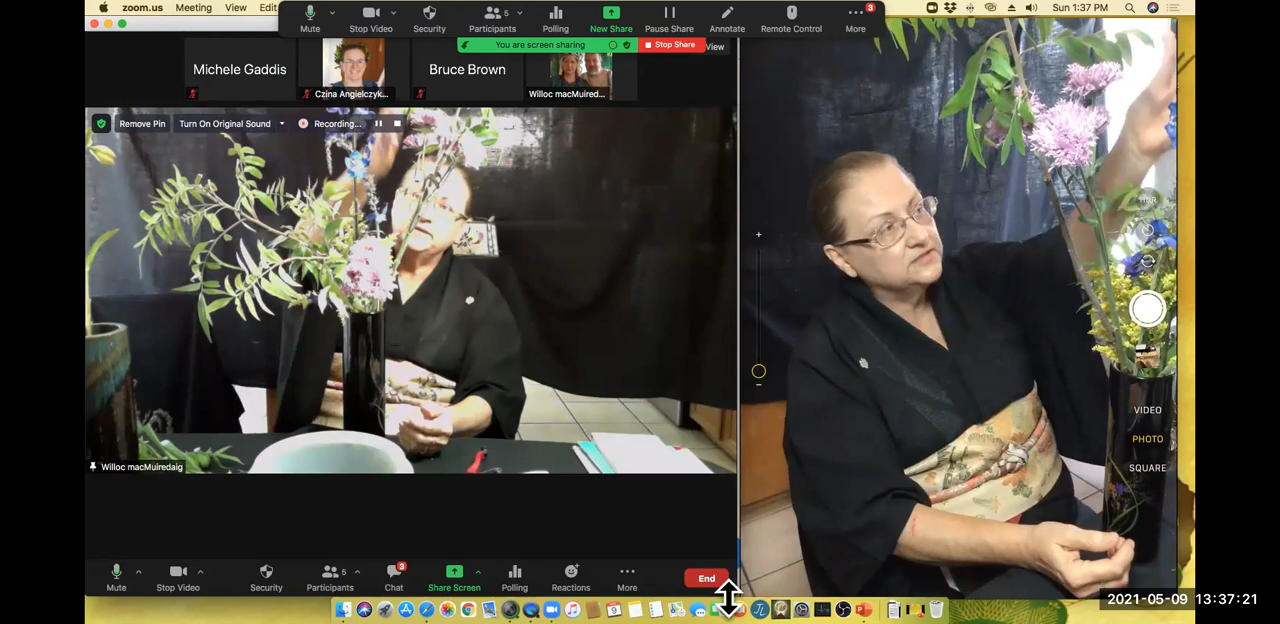 zoom.us Meeting View Edi
Mute Stop Video Security Participants 5 Polling New Share Pause Share Annotate Remote Control More 3
Sun 1:37 PM
You are screen sharing Stop Share View
Michele Gaddis
Czina Angielczyk...
Bruce Brown
Willoc macMuired...
Remove Pin Turn On Original Sound Recording...
Willoc macMuiredaig
VIDEO
PHOTO
SQUARE
Mute Stop Video Security Participants 5 Chat 3 Share Screen Polling Reactions More End
9
2021-05-09 13:37:21